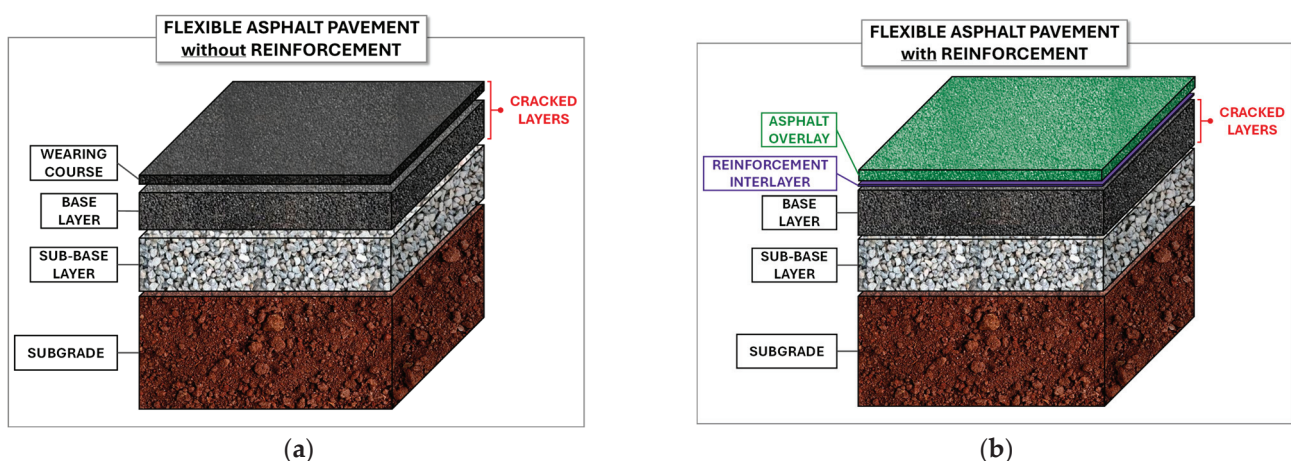 FLEXIBLE ASPHALT PAVEMENT
without REINFORCEMENT
CRACKED
LAYERS
WEARING
COURSE
BASE
LAYER
SUB-BASE
LAYER
SUBGRADE
(a)
FLEXIBLE ASPHALT PAVEMENT
with REINFORCEMENT
CRACKED
LAYERS
ASPHALT
OVERLAY
REINFORCEMENT
INTERLAYER
BASE
LAYER
SUB-BASE
LAYER
SUBGRADE
(b)